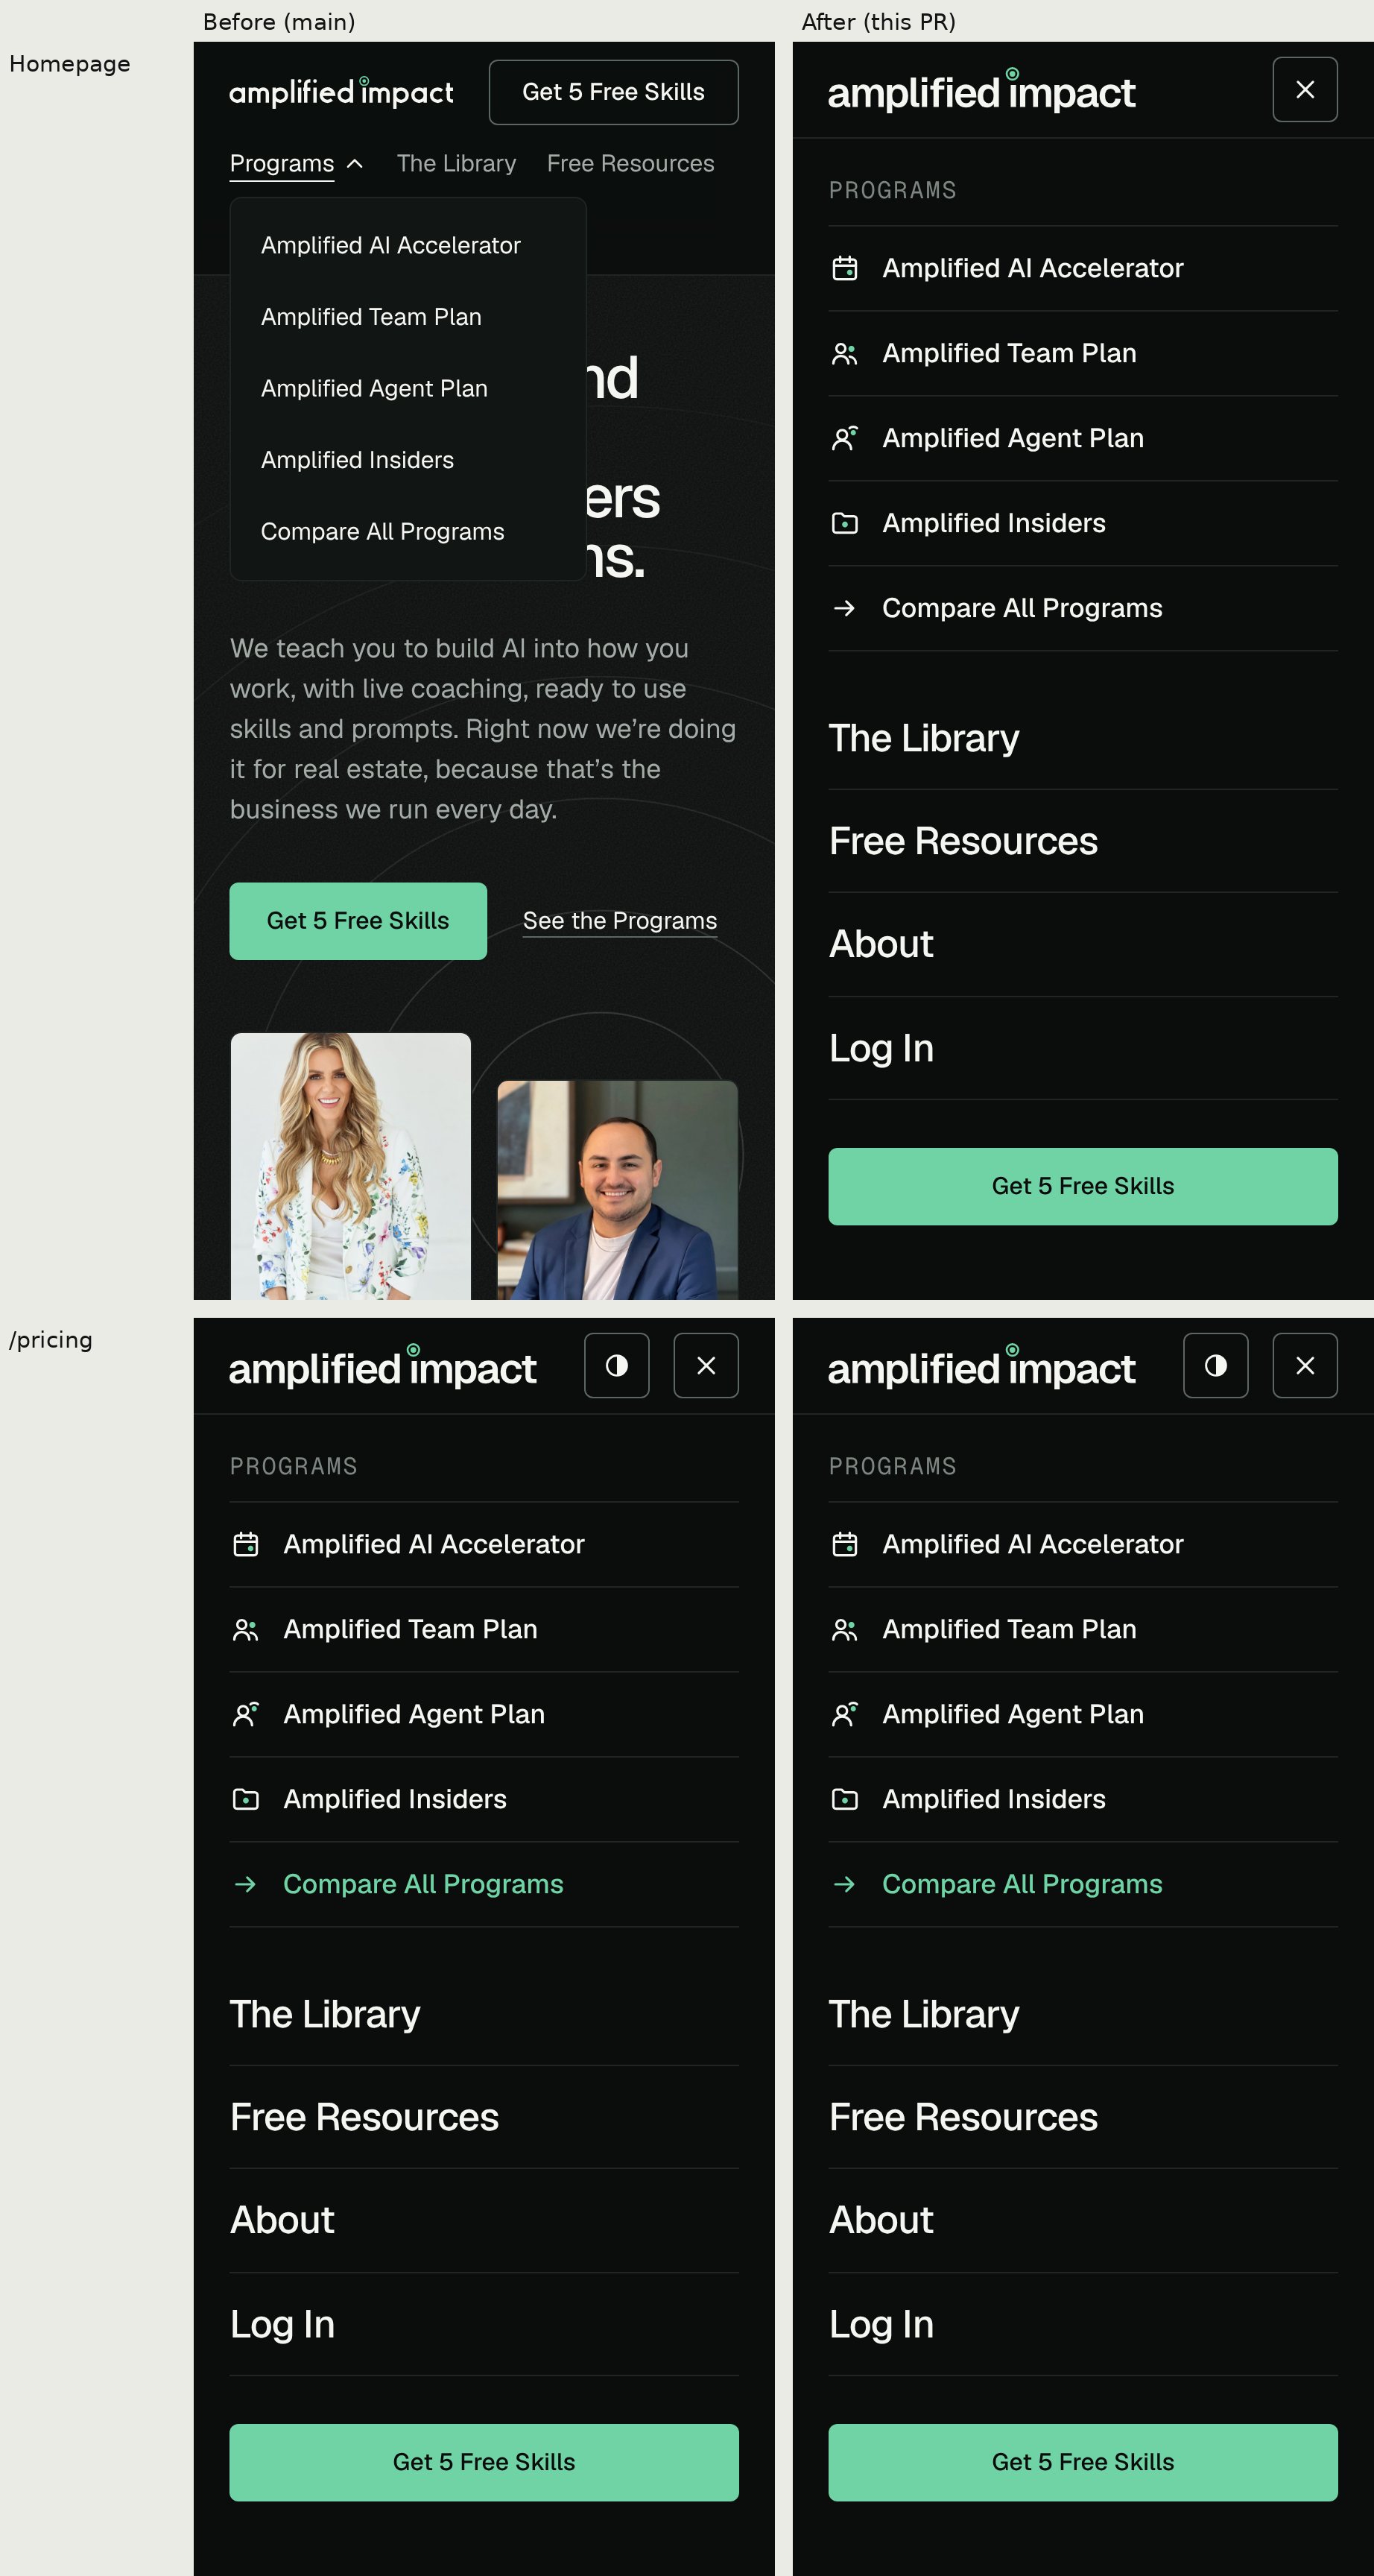 Before (main)
After (this PR)
Homepage
amplified impact
Get 5 Free Skills
Programs
The Library
Free Resources
Amplified AI Accelerator
Amplified Team Plan
Amplified Agent Plan
Amplified Insiders
Compare All Programs
nd
ers
ns.
We teach you to build AI into how you
work, with live coaching, ready to use
skills and prompts. Right now we’re doing
it for real estate, because that’s the
business we run every day.
Get 5 Free Skills
See the Programs
amplified impact
PROGRAMS
Amplified AI Accelerator
Amplified Team Plan
Amplified Agent Plan
Amplified Insiders
Compare All Programs
The Library
Free Resources
About
Log In
Get 5 Free Skills
/pricing
amplified impact
PROGRAMS
Amplified AI Accelerator
Amplified Team Plan
Amplified Agent Plan
Amplified Insiders
Compare All Programs
The Library
Free Resources
About
Log In
Get 5 Free Skills
amplified impact
PROGRAMS
Amplified AI Accelerator
Amplified Team Plan
Amplified Agent Plan
Amplified Insiders
Compare All Programs
The Library
Free Resources
About
Log In
Get 5 Free Skills